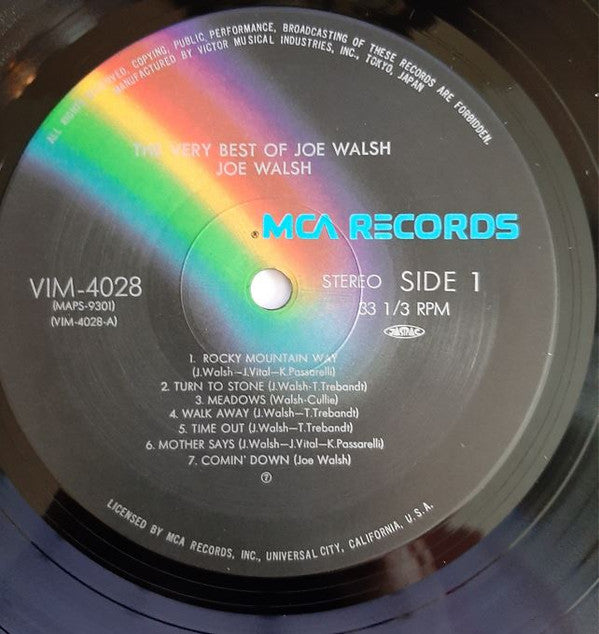 ALL RIGHTS RESERVED. COPYING, PUBLIC PERFORMANCE, BROADCASTING OF THESE RECORDS ARE FORBIDDEN.
MANUFACTURED BY VICTOR MUSICAL INDUSTRIES, INC., TOKYO, JAPAN
THE VERY BEST OF JOE WALSH
JOE WALSH
® MCA RECORDS
VIM-4028
(MAPS-9301)
(VIM-4028-A)
STEREO SIDE 1
33 1/3 RPM
JASRAC
1. ROCKY MOUNTAIN WAY
(J.Walsh—J.Vital—K.Passarelli)
2. TURN TO STONE (J.Walsh-T.Trebandt)
3. MEADOWS (Walsh-Cullie)
4. WALK AWAY (J.Walsh—T.Trebandt)
5. TIME OUT (J.Walsh—T.Trebandt)
6. MOTHER SAYS (J.Walsh—J.Vital—K.Passarelli)
7. COMIN' DOWN (Joe Walsh)
⑦
LICENSED BY MCA RECORDS, INC., UNIVERSAL CITY, CALIFORNIA, U.S.A.